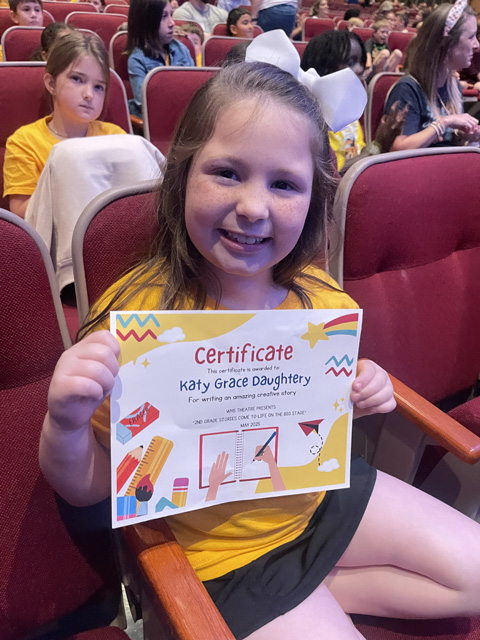 Certificate
This certificate is awarded to:
Katy Grace Daughtery
For writing an amazing creative story
WHS THEATRE PRESENTS
"2ND GRADE STORIES COME TO LIFE ON THE BIG STAGE"
MAY 2025